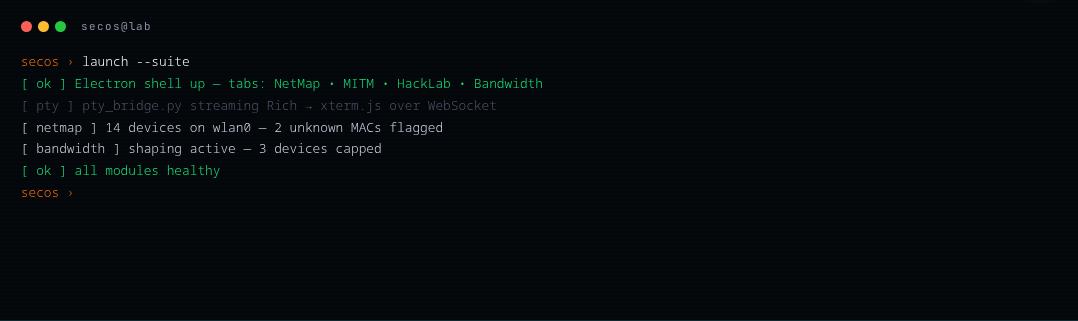 secos@lab
secos › launch --suite
[ ok ] Electron shell up — tabs: NetMap • MITM • HackLab • Bandwidth
[ pty ] pty_bridge.py streaming Rich → xterm.js over WebSocket
[ netmap ] 14 devices on wlan0 — 2 unknown MACs flagged
[ bandwidth ] shaping active — 3 devices capped
[ ok ] all modules healthy
secos ›